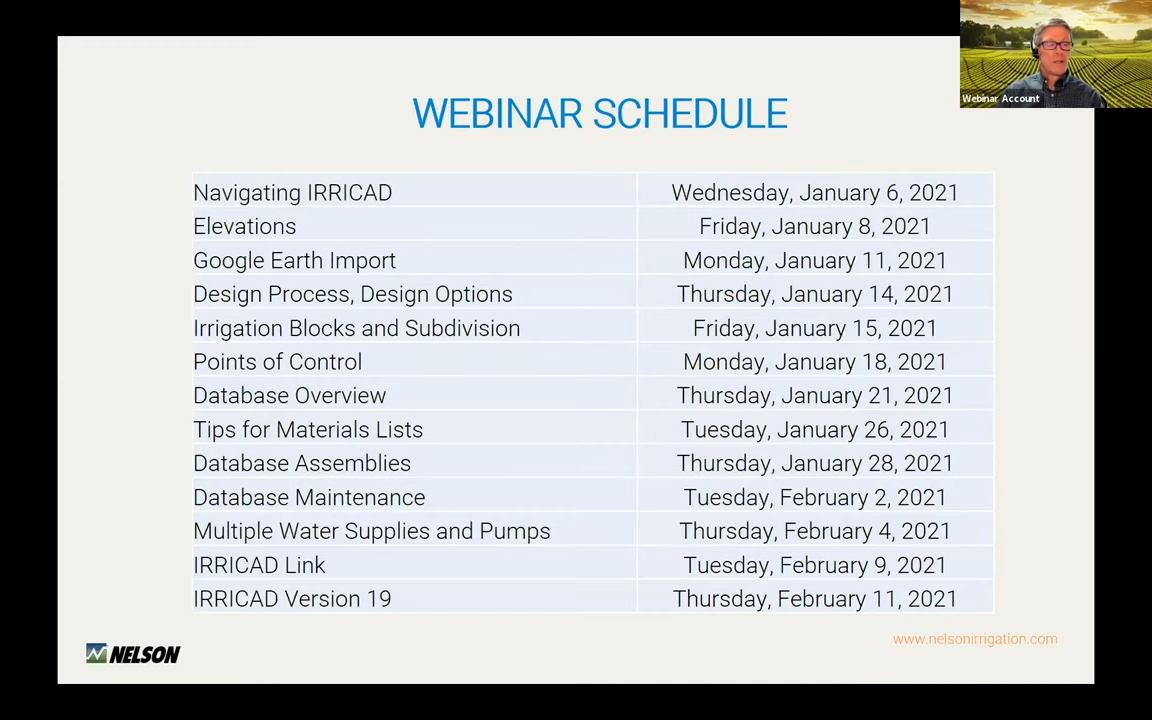 Webinar Account
WEBINAR SCHEDULE
Navigating IRRICAD Wednesday, January 6, 2021
Elevations Friday, January 8, 2021
Google Earth Import Monday, January 11, 2021
Design Process, Design Options Thursday, January 14, 2021
Irrigation Blocks and Subdivision Friday, January 15, 2021
Points of Control Monday, January 18, 2021
Database Overview Thursday, January 21, 2021
Tips for Materials Lists Tuesday, January 26, 2021
Database Assemblies Thursday, January 28, 2021
Database Maintenance Tuesday, February 2, 2021
Multiple Water Supplies and Pumps Thursday, February 4, 2021
IRRICAD Link Tuesday, February 9, 2021
IRRICAD Version 19 Thursday, February 11, 2021
www.nelsonirrigation.com
NELSON